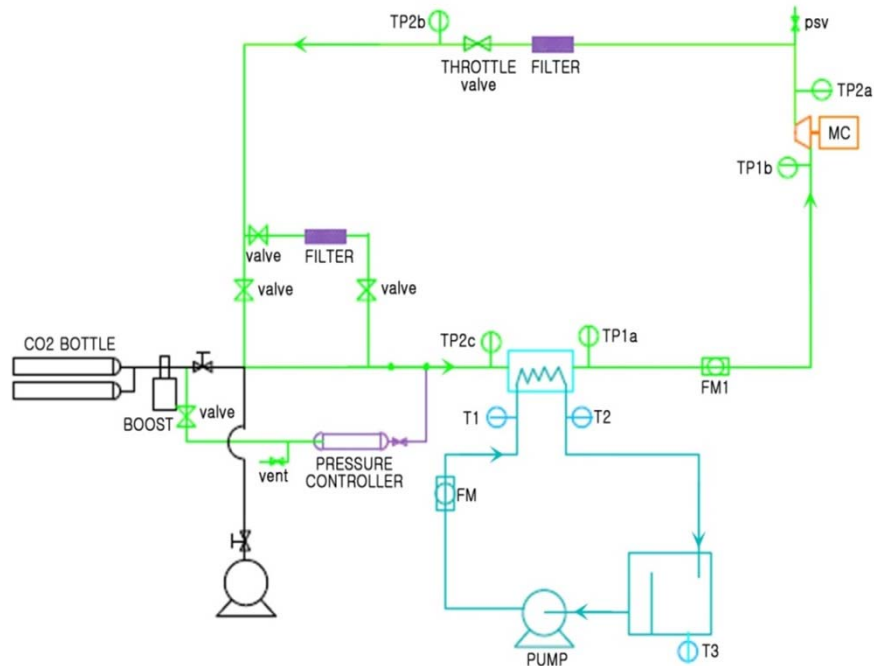 TP2b
psv
THROTTLE
valve
FILTER
TP2a
MC
TP1b
valve
FILTER
valve
valve
CO2 BOTTLE
TP2c
TP1a
FM1
BOOST
valve
T1
T2
vent
PRESSURE
CONTROLLER
FM
PUMP
T3